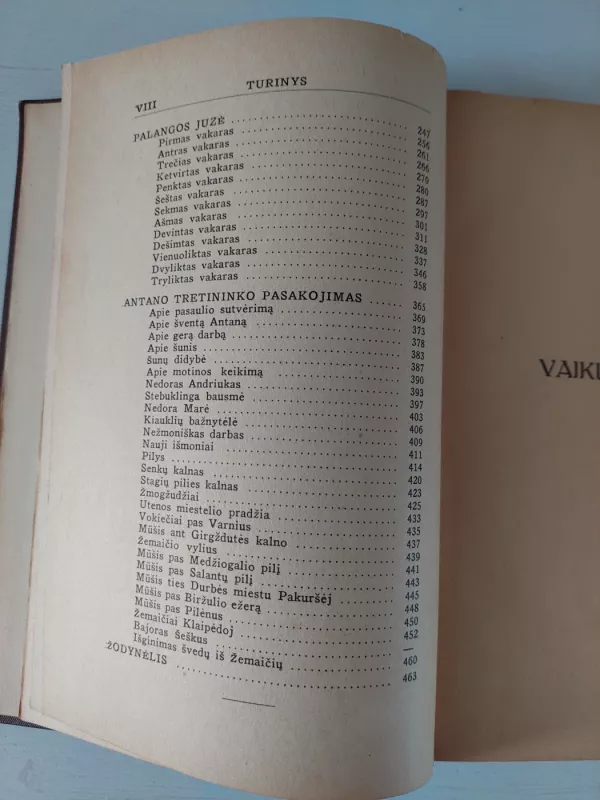 VIII TURINYS
PALANGOS JUZĖ 247
Pirmas vakaras 256
Antras vakaras 261
Trečias vakaras 266
Ketvirtas vakaras 270
Penktas vakaras 280
Šeštas vakaras 287
Sekmas vakaras 297
Ašmas vakaras 301
Devintas vakaras 311
Dešimtas vakaras 328
Vienuoliktas vakaras 337
Dvyliktas vakaras 346
Tryliktas vakaras 358
ANTANO TRETININKO PASAKOJIMAS 365
Apie pasaulio sutvėrimą 369
Apie šventą Antaną 373
Apie gerą darbą 378
Apie šunis 383
Šunų didybė 387
Apie motinos keikimą 390
Nedoras Andriukas 393
Stebuklinga bausmė 397
Nedora Marė 403
Kiauklių bažnytėlė 406
Nežmoniškas darbas 409
Nauji išmoniai 411
Pilys 414
Senkų kalnas 420
Stagių pilies kalnas 423
Žmogžudžiai 425
Utenos miestelio pradžia 433
Vokiečiai pas Varnius 435
Mūšis ant Girgždutės kalno 437
Žemaičio vylius 439
Mūšis pas Medžiogalio pilį 441
Mūšis pas Salantų pilį 443
Mūšis ties Durbės miestu Pakuršėj 445
Mūšis pas Biržulio ežerą 448
Mūšis pas Pilėnus 450
Žemaičiai Klaipėdoj 452
Bajoras Šeškus —
Išginimas švedų iš Žemaičių 460
ŽODYNĖLIS 463
VAIKU